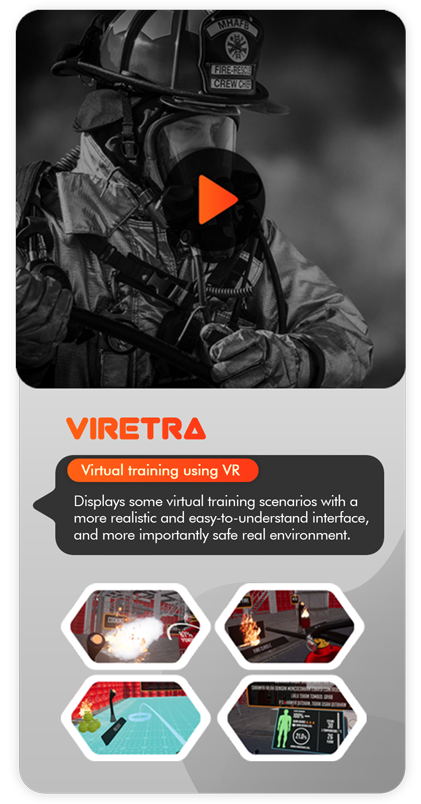 MHAFB
FIRE-RESCUE
CREW CHIEF
VIRETRA
Virtual training using VR
Displays some virtual training scenarios with a
more realistic and easy-to-understand interface,
and more importantly safe real environment.